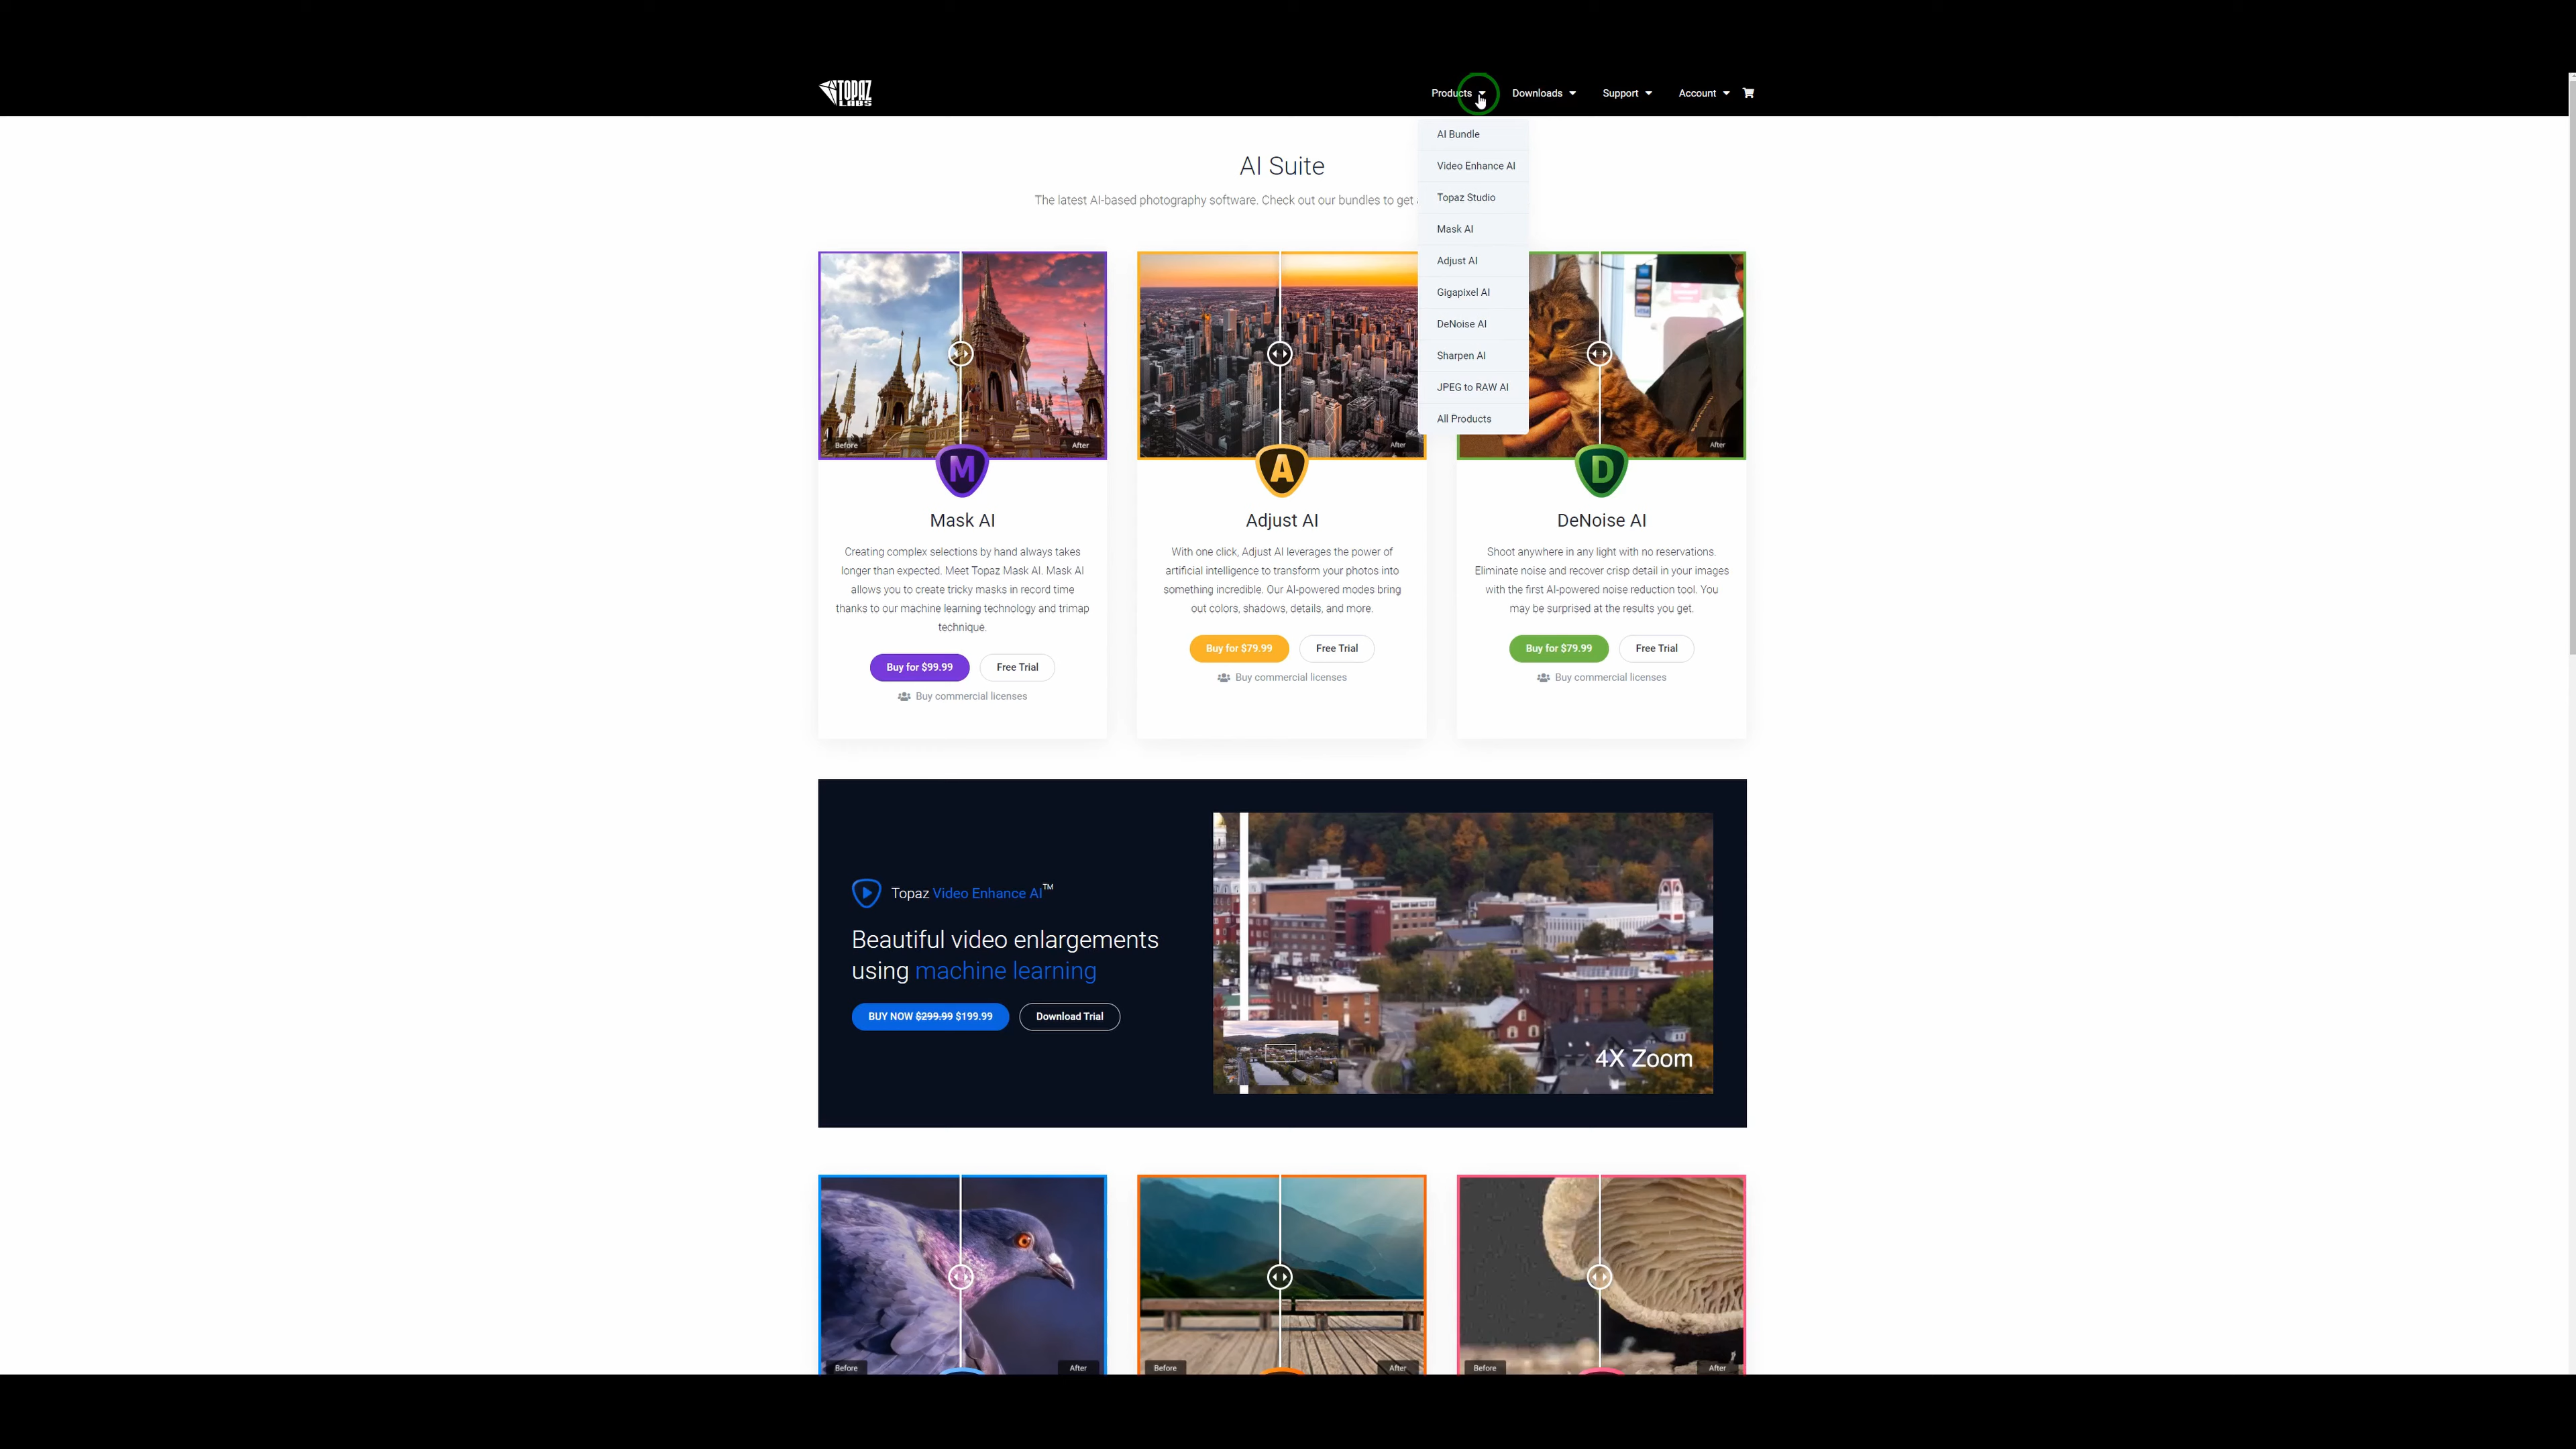 TOPAZ
LABS
Products
Downloads
Support
Account
AI Bundle
Video Enhance AI
Topaz Studio
Mask AI
Adjust AI
Gigapixel AI
DeNoise AI
Sharpen AI
JPEG to RAW AI
All Products
AI Suite
The latest AI-based photography software. Check out our bundles to get
Before
After
After
After
M
A
D
Mask AI
Creating complex selections by hand always takes
longer than expected. Meet Topaz Mask AI. Mask AI
allows you to create tricky masks in record time
thanks to our machine learning technology and trimap
technique.
Buy for $99.99
Free Trial
Buy commercial licenses
Adjust AI
With one click, Adjust AI leverages the power of
artificial intelligence to transform your photos into
something incredible. Our AI-powered modes bring
out colors, shadows, details, and more.
Buy for $79.99
Free Trial
Buy commercial licenses
DeNoise AI
Shoot anywhere in any light with no reservations.
Eliminate noise and recover crisp detail in your images
with the first AI-powered noise reduction tool. You
may be surprised at the results you get.
Buy for $79.99
Free Trial
Buy commercial licenses
Topaz Video Enhance AI™
Beautiful video enlargements
using machine learning
BUY NOW $299.99 $199.99
Download Trial
4X Zoom
Before
After
Before
After
Before
After